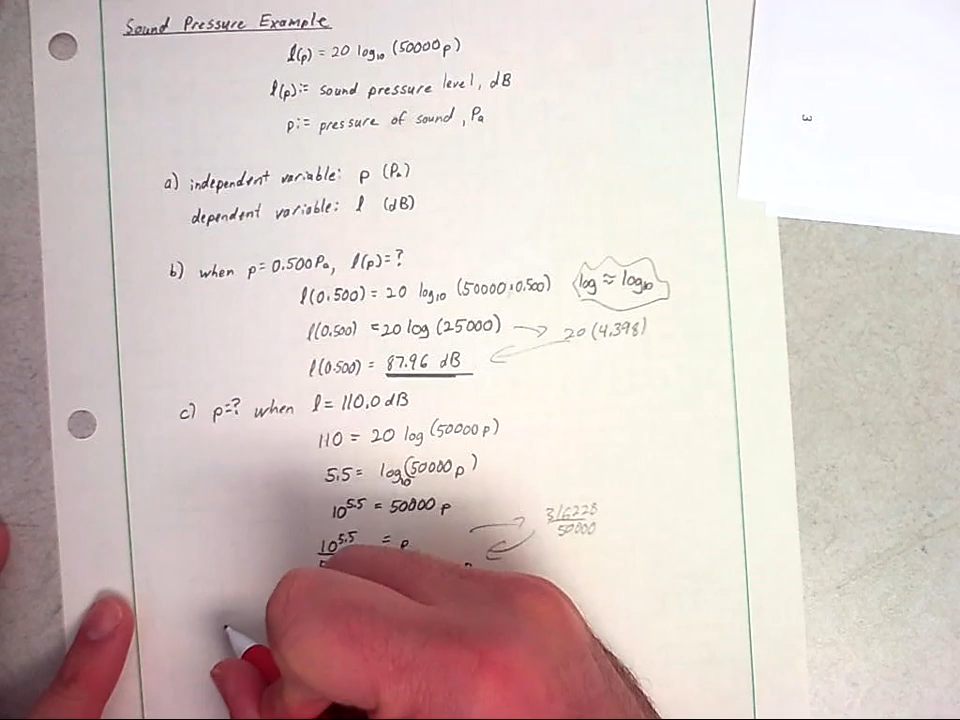 Sound Pressure Example
l(p) = 20 log₁₀ (50000 p)
l(p) := sound pressure level, dB
p := pressure of sound, Pa
a) independent variable: p (Pa)
dependent variable: l (dB)
b) when p = 0.500 Pa, l(p) = ?
l(0.500) = 20 log₁₀ (50000·0.500)
log ≈ log₁₀
l(0.500) = 20 log (25000)
20 (4.398)
l(0.500) = 87.96 dB
c) p = ? when l = 110.0 dB
110 = 20 log (50000 p)
5.5 = log₁₀ (50000 p)
10^5.5 = 50000 p
316228
50000
10^5.5 = p
3